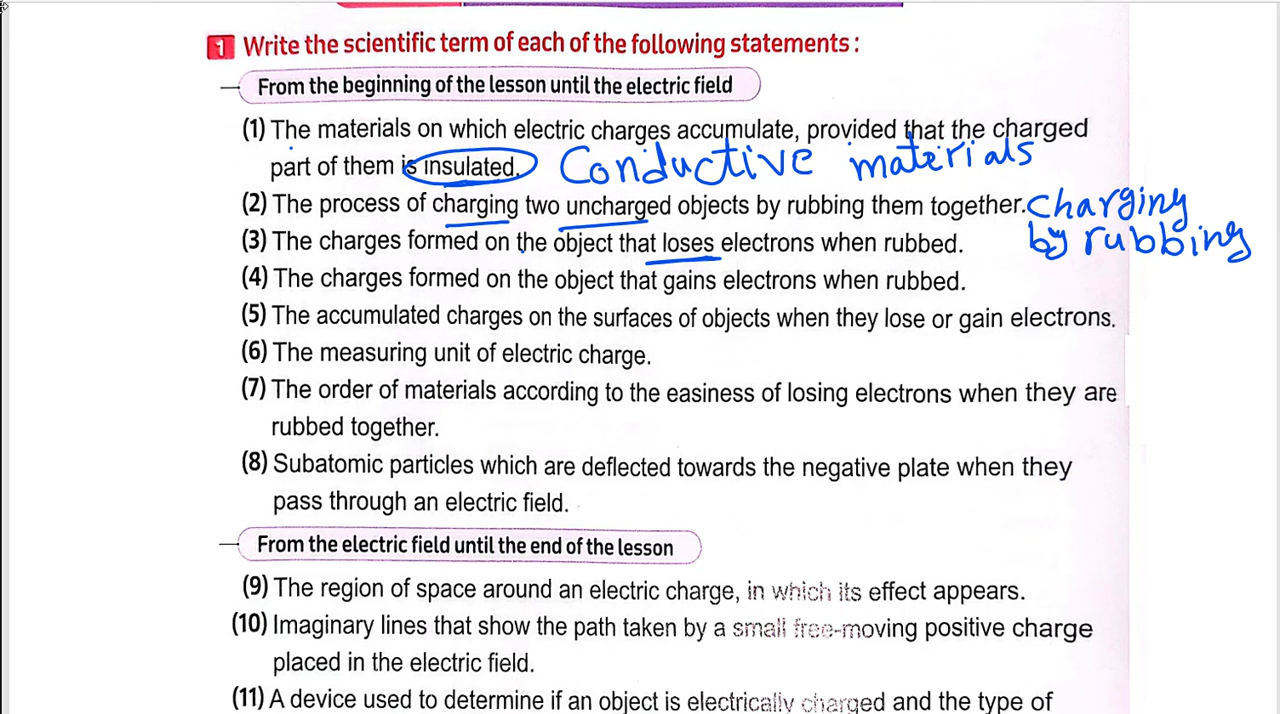 1 Write the scientific term of each of the following statements :
From the beginning of the lesson until the electric field
(1) The materials on which electric charges accumulate, provided that the charged
part of them is insulated. Conductive materials
(2) The process of charging two uncharged objects by rubbing them together. charging
(3) The charges formed on the object that loses electrons when rubbed. by rubbing
(4) The charges formed on the object that gains electrons when rubbed.
(5) The accumulated charges on the surfaces of objects when they lose or gain electrons.
(6) The measuring unit of electric charge.
(7) The order of materials according to the easiness of losing electrons when they are
rubbed together.
(8) Subatomic particles which are deflected towards the negative plate when they
pass through an electric field.
From the electric field until the end of the lesson
(9) The region of space around an electric charge, in which its effect appears.
(10) Imaginary lines that show the path taken by a small free-moving positive charge
placed in the electric field.
(11) A device used to determine if an object is electrically charged and the type of